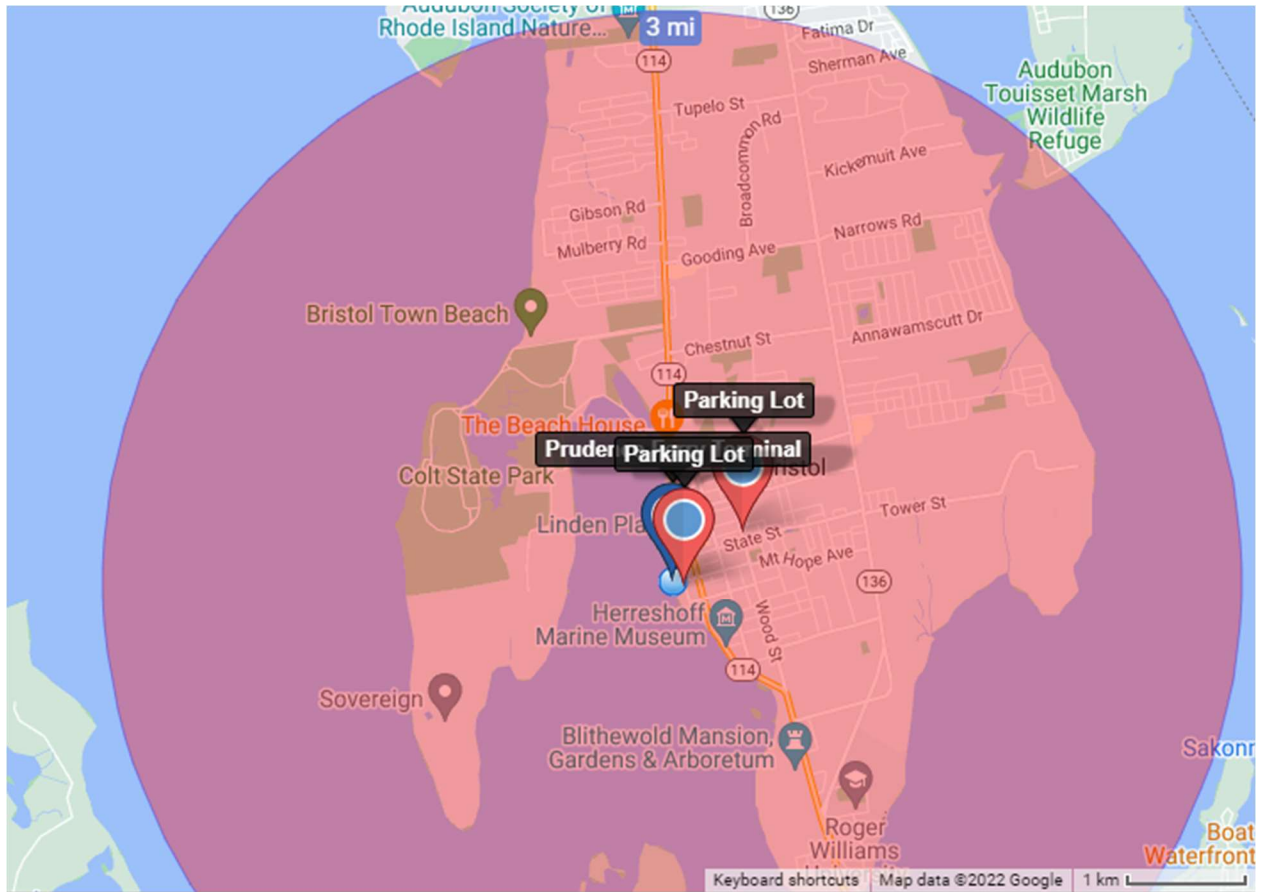 Audubon Society of
Rhode Island Nature...
3 mi
136
114
Fatima Dr
Sherman Ave
Audubon
Touisset Marsh
Wildlife
Refuge
Tupelo St
Broadcommon Rd
Kickemuit Ave
Gibson Rd
Mulberry Rd
Gooding Ave
Narrows Rd
Bristol Town Beach
Annawamscutt Dr
Chestnut St
114
Parking Lot
The Beach House
Parking Lot
Colt State Park
Tower St
State St
Mt Hope Ave
136
Herreshoff
Marine Museum
Wood St
114
Sovereign
Blithewold Mansion,
Gardens & Arboretum
Roger
Williams
Boat
Waterfront
Keyboard shortcuts
Map data ©2022 Google
1 km